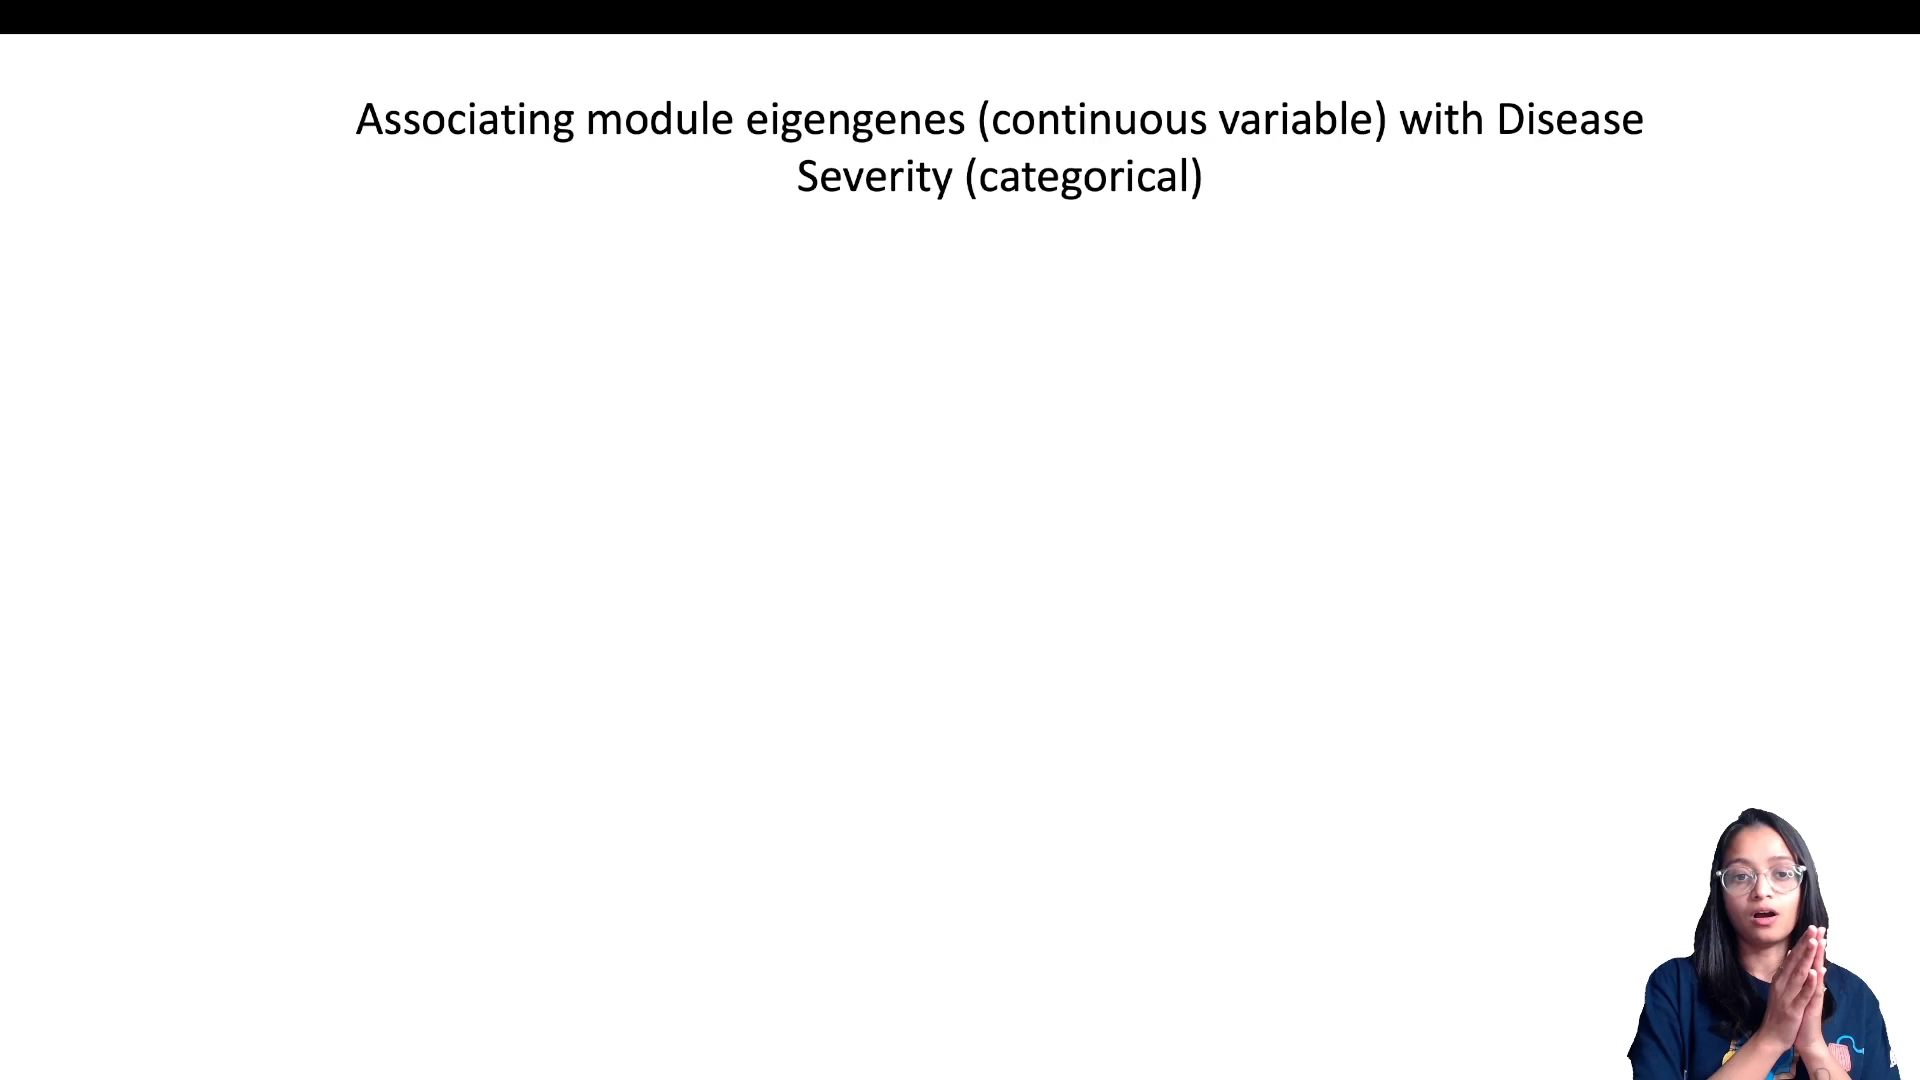 Associating module eigengenes (continuous variable) with Disease
Severity (categorical)